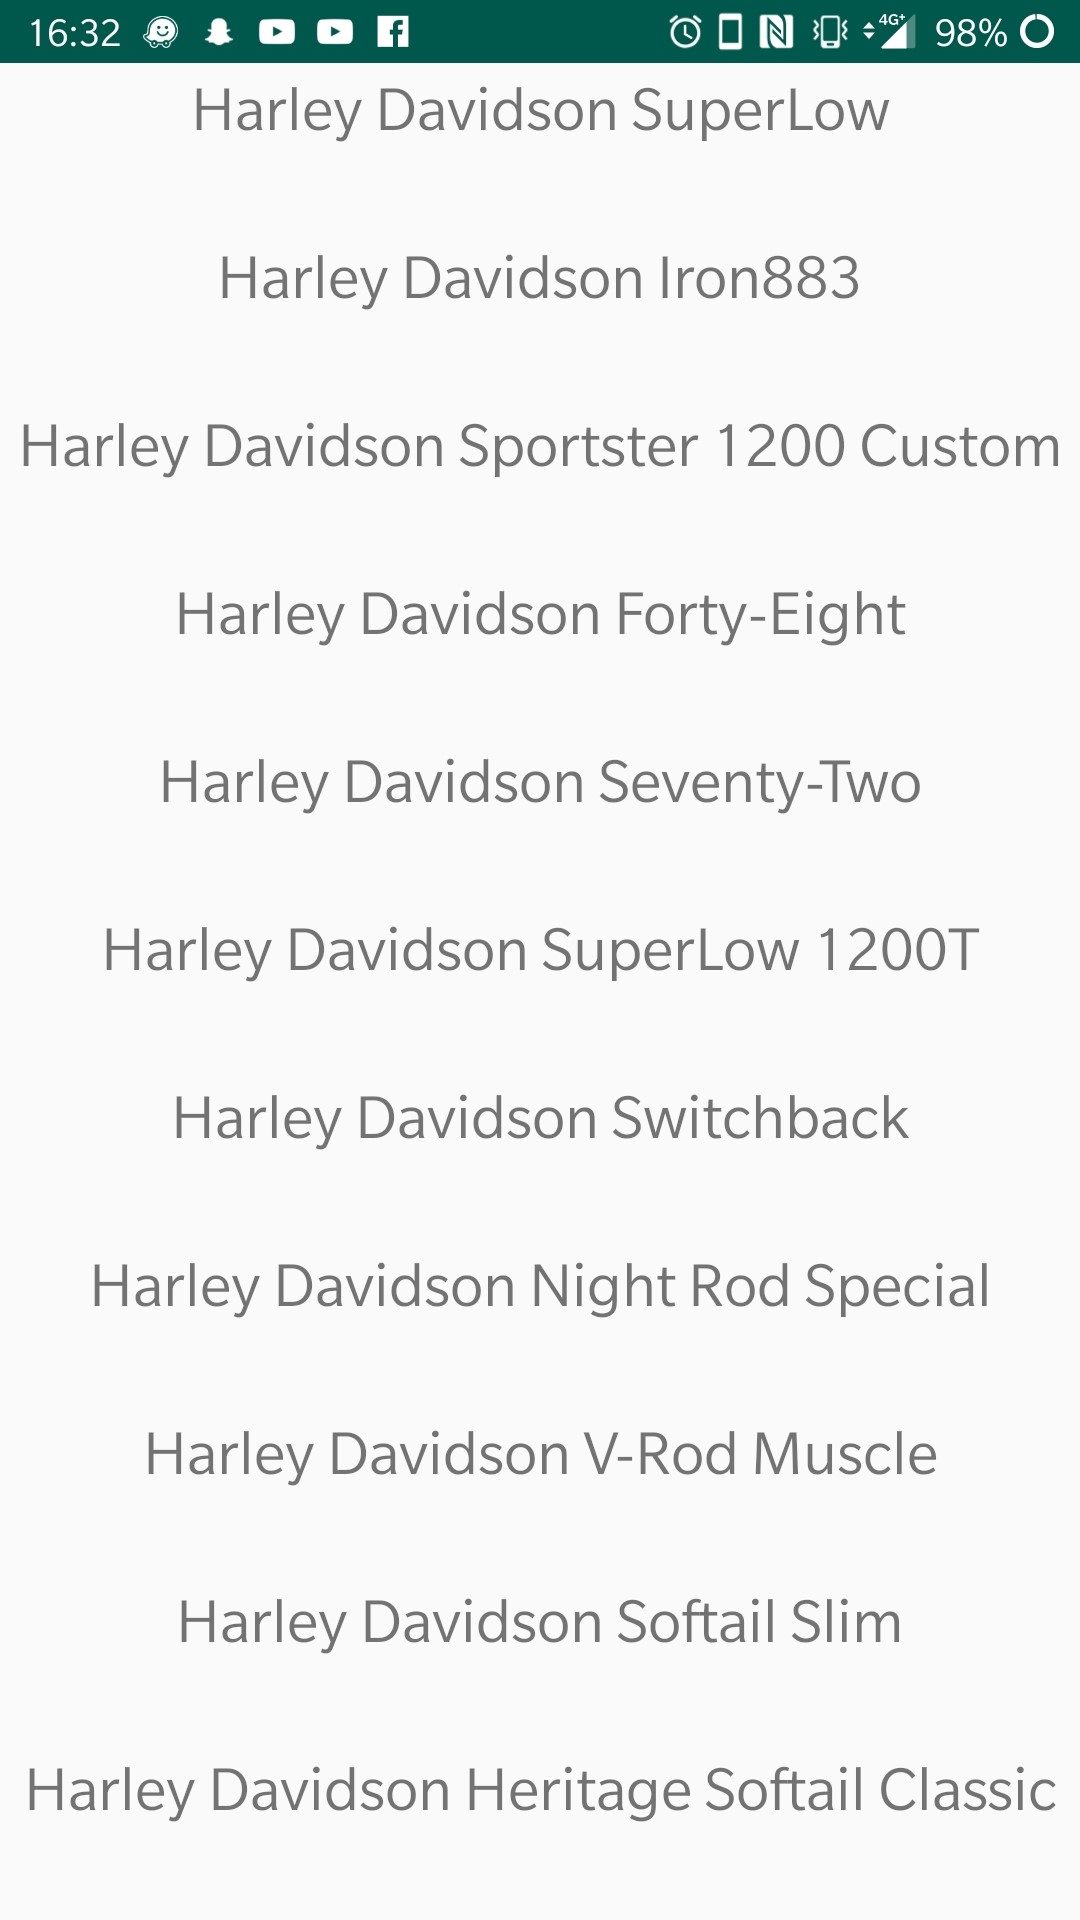 16:32 4G+ 98%
Harley Davidson SuperLow
Harley Davidson Iron883
Harley Davidson Sportster 1200 Custom
Harley Davidson Forty-Eight
Harley Davidson Seventy-Two
Harley Davidson SuperLow 1200T
Harley Davidson Switchback
Harley Davidson Night Rod Special
Harley Davidson V-Rod Muscle
Harley Davidson Softail Slim
Harley Davidson Heritage Softail Classic